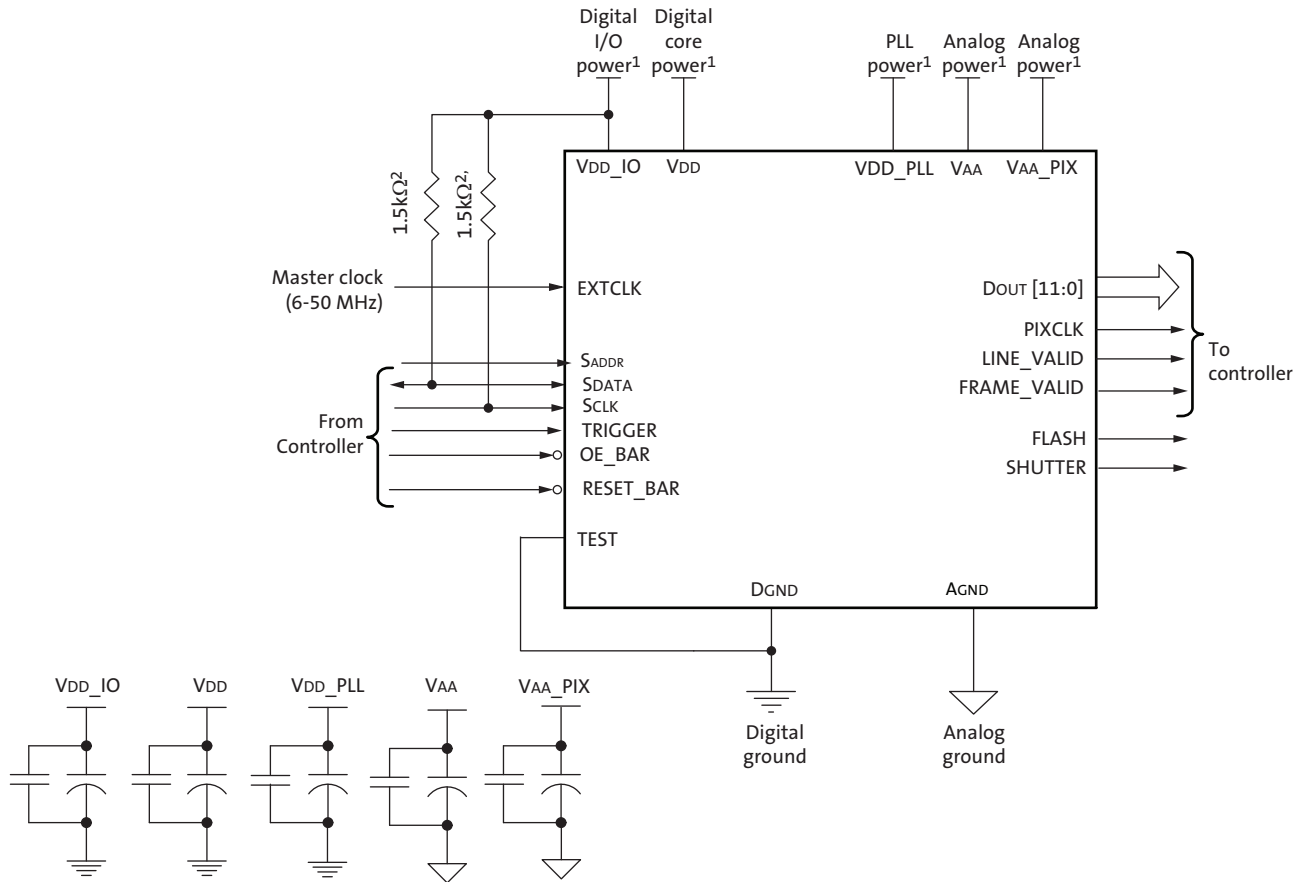 Digital
I/O
power¹
Digital
core
power¹
PLL
power¹
Analog
power¹
Analog
power¹
VDD_IO
VDD
VDD_PLL
VAA
VAA_PIX
1.5kΩ²
1.5kΩ²,
Master clock
(6-50 MHz)
EXTCLK
SADDR
SDATA
SCLK
TRIGGER
OE_BAR
RESET_BAR
TEST
From
Controller
DOUT [11:0]
PIXCLK
LINE_VALID
FRAME_VALID
FLASH
SHUTTER
To
controller
DGND
AGND
Digital
ground
Analog
ground
VDD_IO
VDD
VDD_PLL
VAA
VAA_PIX